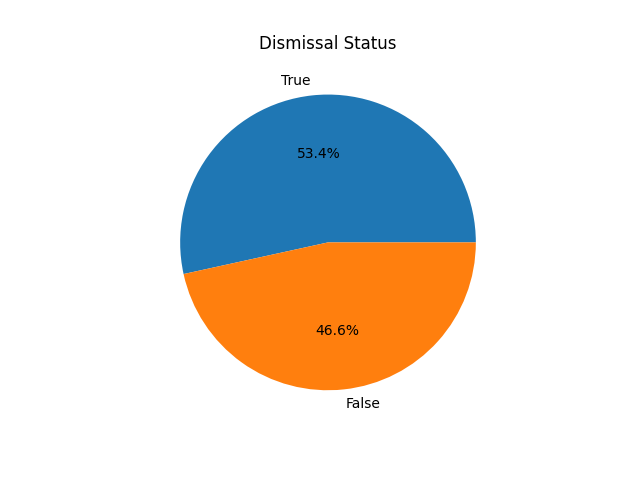 Dismissal Status
True
53.4%
46.6%
False